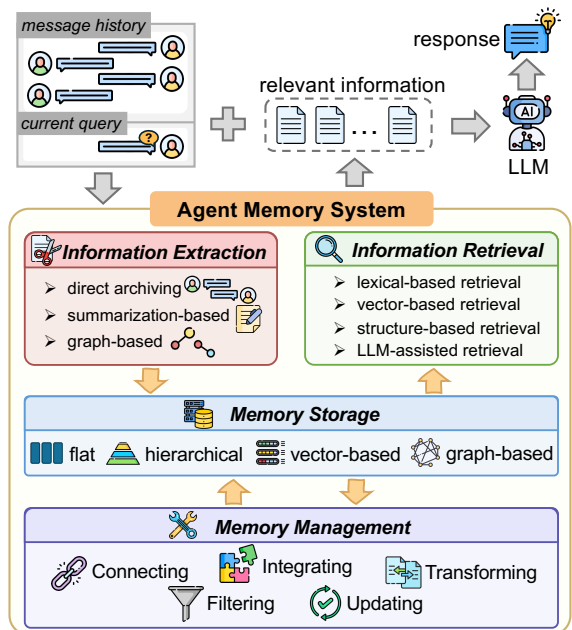 message history
current query
?
relevant information
...
response
AI
LLM
Agent Memory System
Information Extraction
➢ direct archiving
➢ summarization-based
➢ graph-based
Information Retrieval
➢ lexical-based retrieval
➢ vector-based retrieval
➢ structure-based retrieval
➢ LLM-assisted retrieval
Memory Storage
flat hierarchical vector-based graph-based
Memory Management
Connecting Integrating Transforming
Filtering Updating